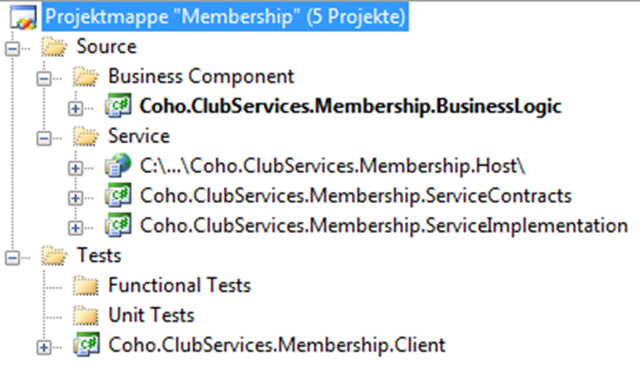 Projektmappe "Membership" (5 Projekte)
Source
Business Component
Coho.ClubServices.Membership.BusinessLogic
Service
C:\...\Coho.ClubServices.Membership.Host\
Coho.ClubServices.Membership.ServiceContracts
Coho.ClubServices.Membership.ServiceImplementation
Tests
Functional Tests
Unit Tests
Coho.ClubServices.Membership.Client